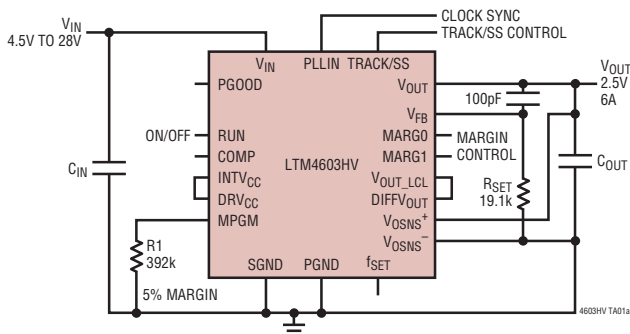 CLOCK SYNC
TRACK/SS CONTROL
VIN
4.5V TO 28V
VIN
PLLIN
TRACK/SS
PGOOD
VOUT
VOUT
2.5V
6A
100pF
VFB
ON/OFF
RUN
MARG0
MARGIN
CONTROL
COMP
LTM4603HV
MARG1
CIN
INTVCC
VOUT_LCL
COUT
DRVCC
DIFFVOUT
RSET
19.1k
MPGM
VOSNS+
VOSNS–
R1
392k
SGND
PGND
fSET
5% MARGIN
4603HV TA01a